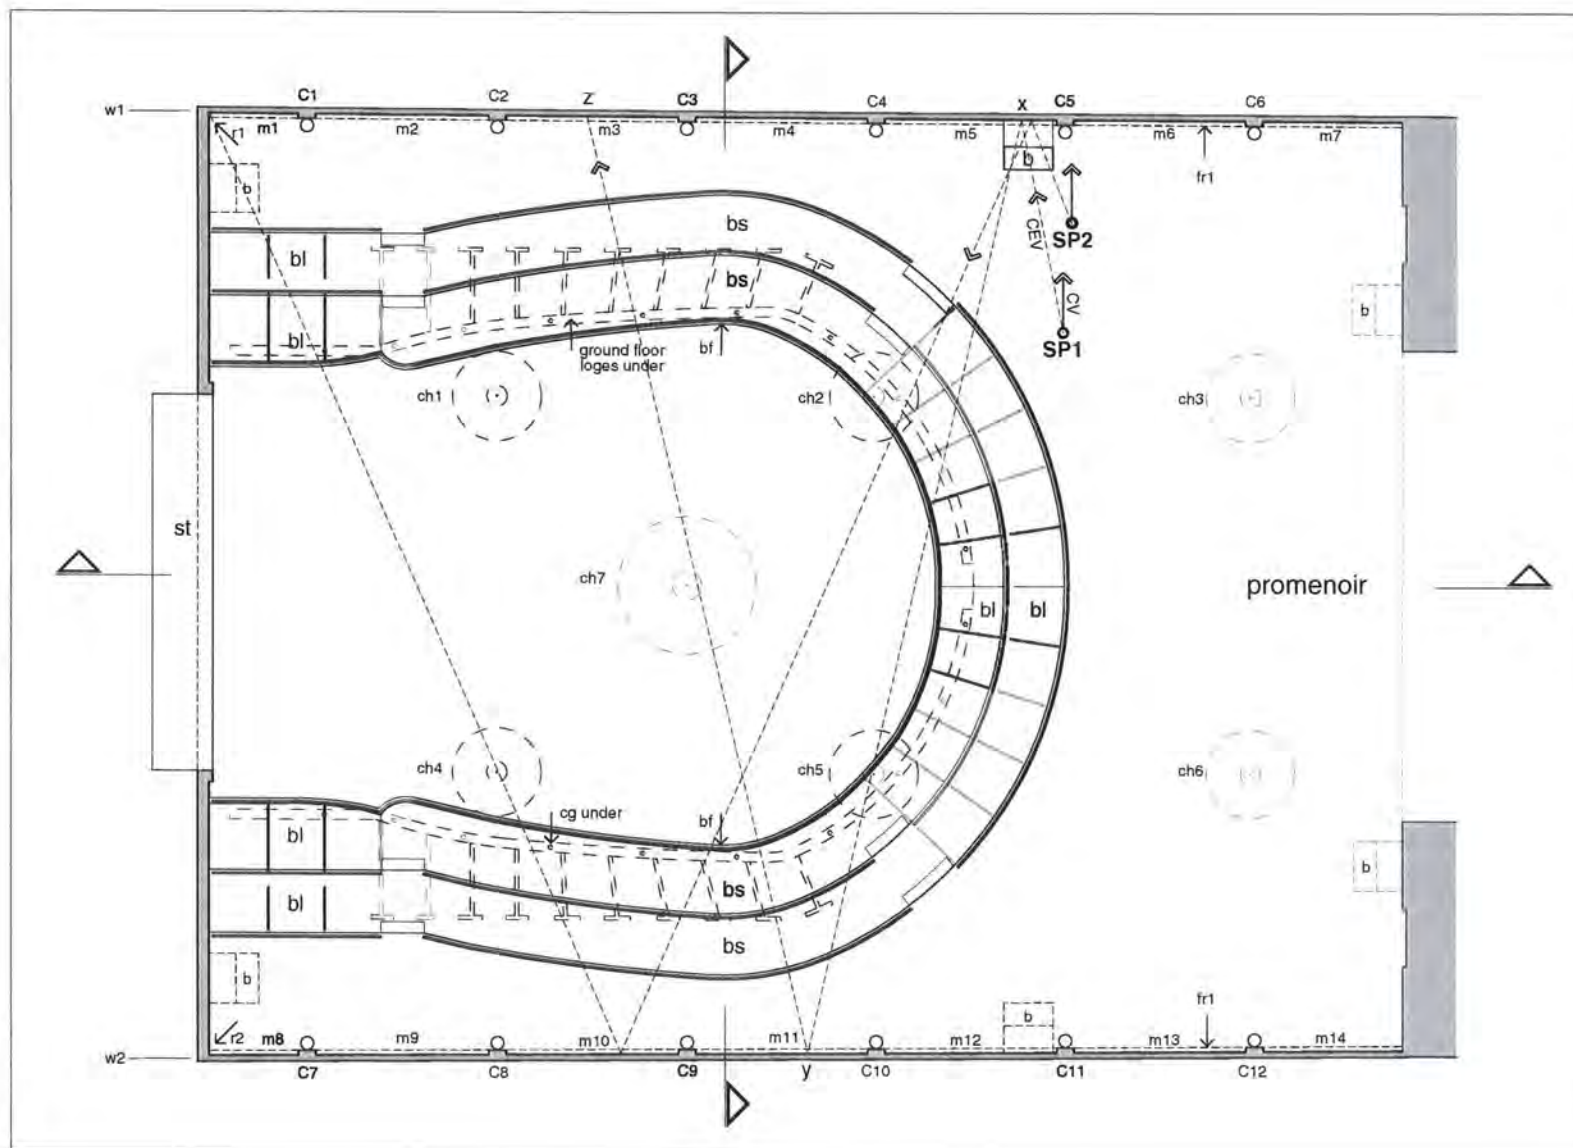 C1 C2 z C3 C4 x C5 C6
w1
r1 m1 m2 m3 m4 m5 m6 m7
b
b
fr1
bs
SP2
CEV
bl
bs
CV
b
bl
SP1
ground floor
loges under
bf
ch1 ch2 ch3
st
ch7
promenoir
bl bl
ch4 ch5 ch6
cg under bf
bl
b
bs
bl
bs
b
fr1
b
r2 m8 m9 m10 m11 m12 m13 m14
w2
C7 C8 C9 y C10 C11 C12